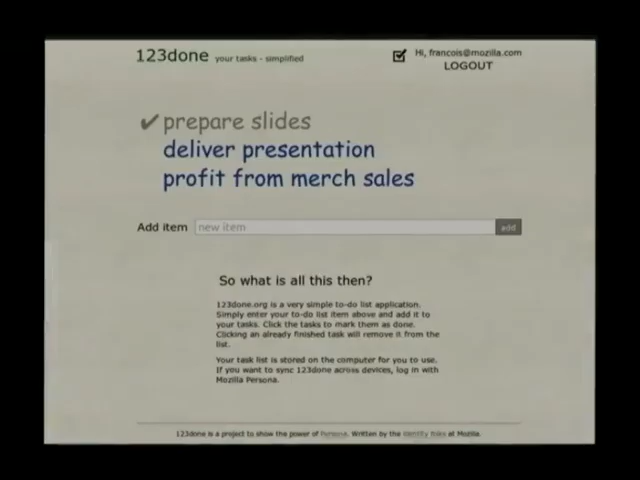 123done your tasks - simplified
Hi, francois@mozilla.com
LOGOUT
✔prepare slides
deliver presentation
profit from merch sales
Add item new item add
So what is all this then?
123done.org is a very simple to-do list application.
Simply enter your to-do list item above and add it to
your tasks. Click the tasks to mark them as done.
Clicking an already finished task will remove it from the
list.
Your task list is stored on the computer for you to use.
If you want to sync 123done across devices, log in with
Mozilla Persona.
123done is a project to show the power of Persona. Written by the identity folks at Mozilla.